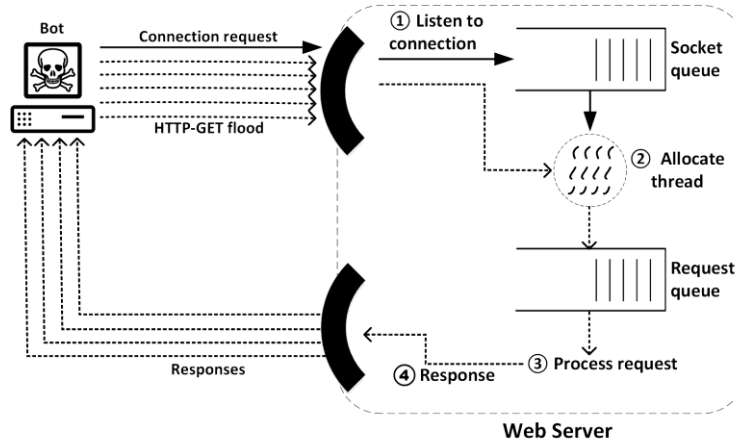 Bot
Connection request
HTTP-GET flood
① Listen to
connection
Socket
queue
② Allocate
thread
Request
queue
③ Process request
④ Response
Responses
Web Server